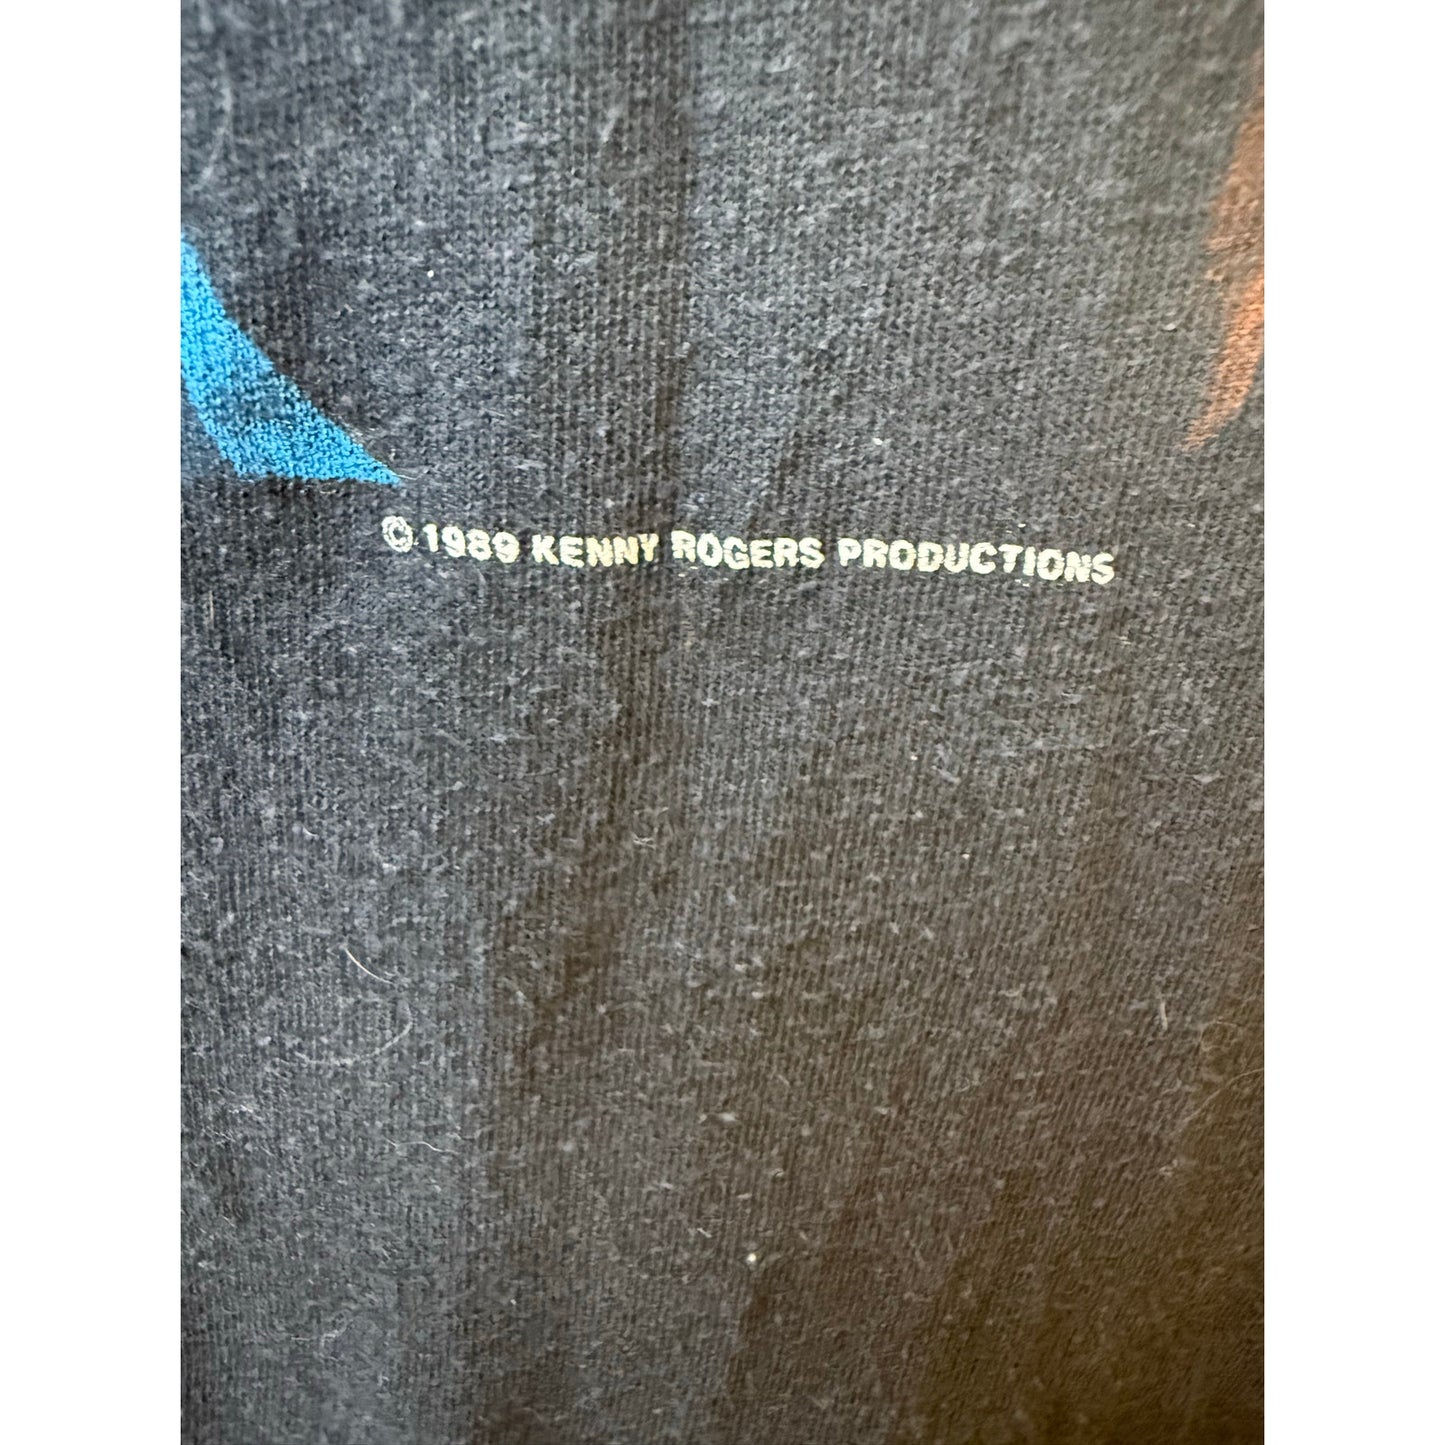 © 1989 KENNY ROGERS PRODUCTIONS